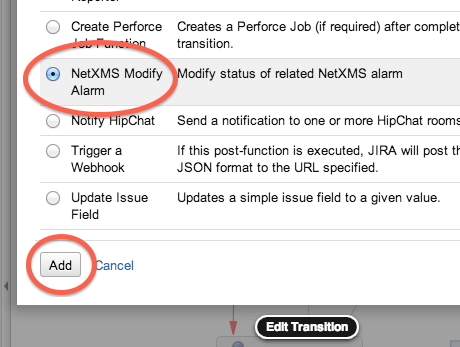 Reporter
Create Perforce Creates a Perforce Job (if required) after complet
Job Function transition.
NetXMS Modify Modify status of related NetXMS alarm
Alarm
Notify HipChat Send a notification to one or more HipChat rooms
Trigger a If this post-function is executed, JIRA will post th
Webhook JSON format to the URL specified.
Update Issue Updates a simple issue field to a given value.
Field
Add Cancel
Edit Transition